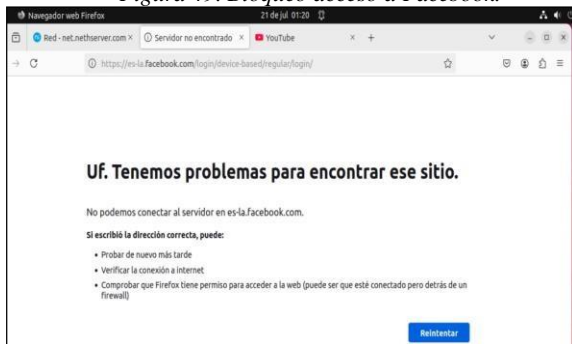 Figura 49. Bloqueo acceso a Facebook.
Navegador web Firefox
21 de jul 01:20
Red - net.nethserver.com ×
Servidor no encontrado ×
YouTube ×
https://es-la.facebook.com/login/device-based/regular/login/
Uf. Tenemos problemas para encontrar ese sitio.
No podemos conectar al servidor en es-la.facebook.com.
Si escribió la dirección correcta, puede:
• Probar de nuevo más tarde
• Verificar la conexión a internet
• Comprobar que Firefox tiene permiso para acceder a la web (puede ser que esté conectado pero detrás de un
firewall)
Reintentar